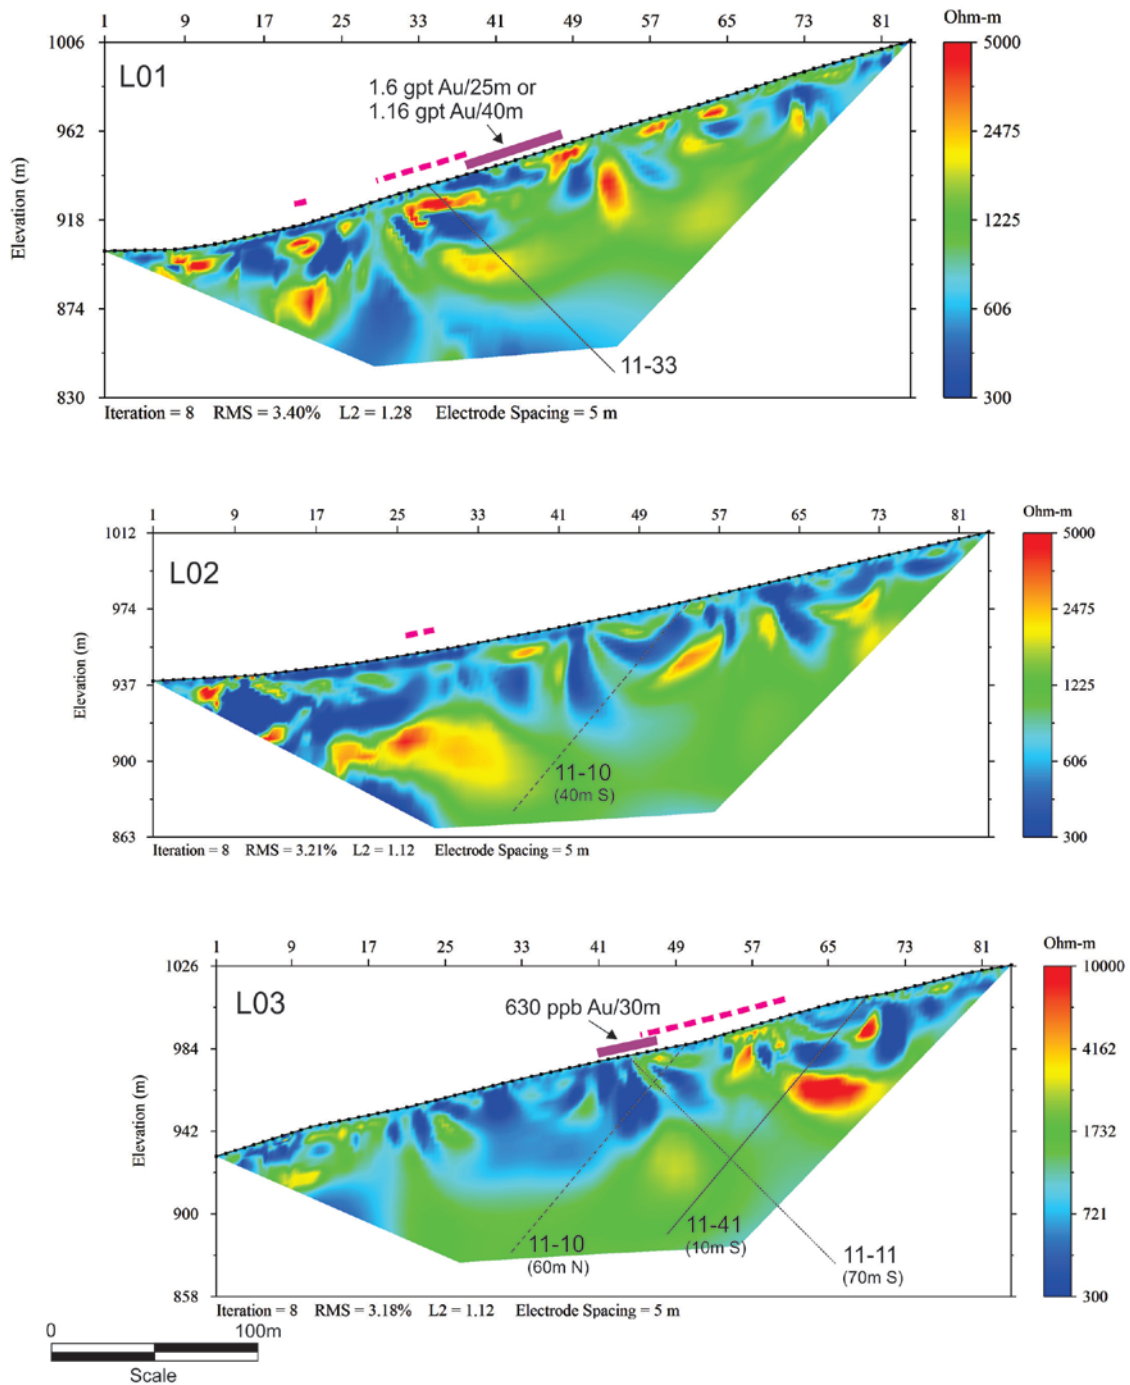 1 9 17 25 33 41 49 57 65 73 81
Ohm-m
1006
962
918
874
830
Elevation (m)
L01
1.6 gpt Au/25m or
1.16 gpt Au/40m
11-33
5000
2475
1225
606
300
Iteration = 8 RMS = 3.40% L2 = 1.28 Electrode Spacing = 5 m
1 9 17 25 33 41 49 57 65 73 81
Ohm-m
1012
974
937
900
863
Elevation (m)
L02
11-10
(40m S)
5000
2475
1225
606
300
Iteration = 8 RMS = 3.21% L2 = 1.12 Electrode Spacing = 5 m
1 9 17 25 33 41 49 57 65 73 81
Ohm-m
1026
984
942
900
858
Elevation (m)
L03
630 ppb Au/30m
11-10
(60m N)
11-41
(10m S)
11-11
(70m S)
10000
4162
1732
721
300
Iteration = 8 RMS = 3.18% L2 = 1.12 Electrode Spacing = 5 m
0 100m
Scale